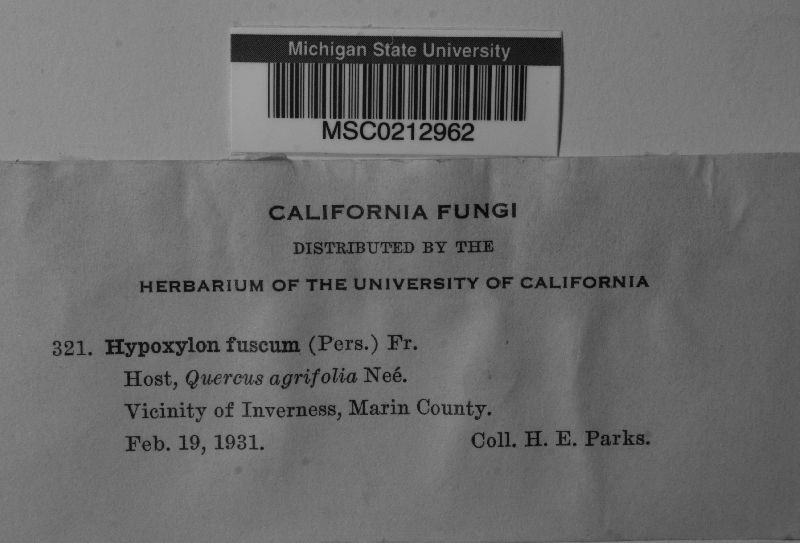 Michigan State University
MSC0212962
CALIFORNIA FUNGI
DISTRIBUTED BY THE
HERBARIUM OF THE UNIVERSITY OF CALIFORNIA
321. Hypoxylon fuscum (Pers.) Fr.
Host, Quercus agrifolia Neé.
Vicinity of Inverness, Marin County.
Feb. 19, 1931. Coll. H. E. Parks.